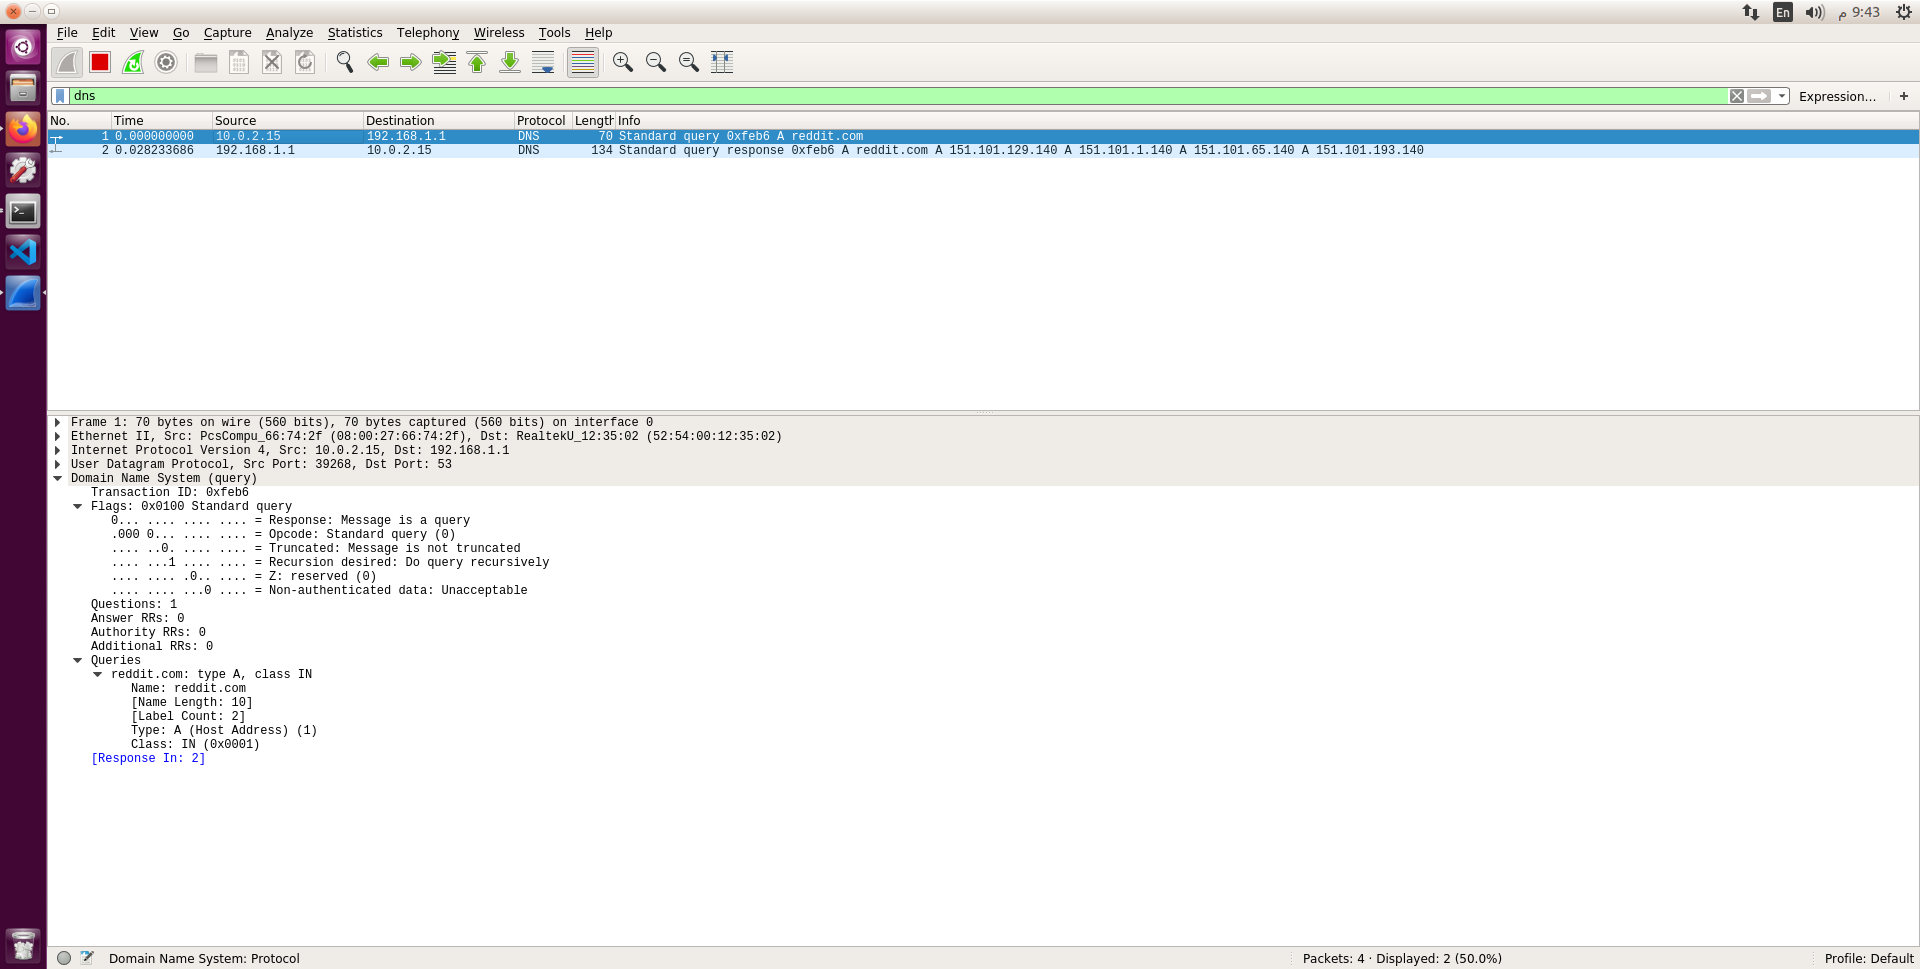 En م 9:43
File Edit View Go Capture Analyze Statistics Telephony Wireless Tools Help
dns Expression… +
No. Time Source Destination Protocol Length Info
1 0.000000000 10.0.2.15 192.168.1.1 DNS 70 Standard query 0xfeb6 A reddit.com
2 0.028233686 192.168.1.1 10.0.2.15 DNS 134 Standard query response 0xfeb6 A reddit.com A 151.101.129.140 A 151.101.1.140 A 151.101.65.140 A 151.101.193.140
Frame 1: 70 bytes on wire (560 bits), 70 bytes captured (560 bits) on interface 0
Ethernet II, Src: PcsCompu_66:74:2f (08:00:27:66:74:2f), Dst: RealtekU_12:35:02 (52:54:00:12:35:02)
Internet Protocol Version 4, Src: 10.0.2.15, Dst: 192.168.1.1
User Datagram Protocol, Src Port: 39268, Dst Port: 53
Domain Name System (query)
Transaction ID: 0xfeb6
Flags: 0x0100 Standard query
0... .... .... .... = Response: Message is a query
.000 0... .... .... = Opcode: Standard query (0)
.... ..0. .... .... = Truncated: Message is not truncated
.... ...1 .... .... = Recursion desired: Do query recursively
.... .... .0.. .... = Z: reserved (0)
.... .... ...0 .... = Non-authenticated data: Unacceptable
Questions: 1
Answer RRs: 0
Authority RRs: 0
Additional RRs: 0
Queries
reddit.com: type A, class IN
Name: reddit.com
[Name Length: 10]
[Label Count: 2]
Type: A (Host Address) (1)
Class: IN (0x0001)
[Response In: 2]
Domain Name System: Protocol Packets: 4 · Displayed: 2 (50.0%) Profile: Default